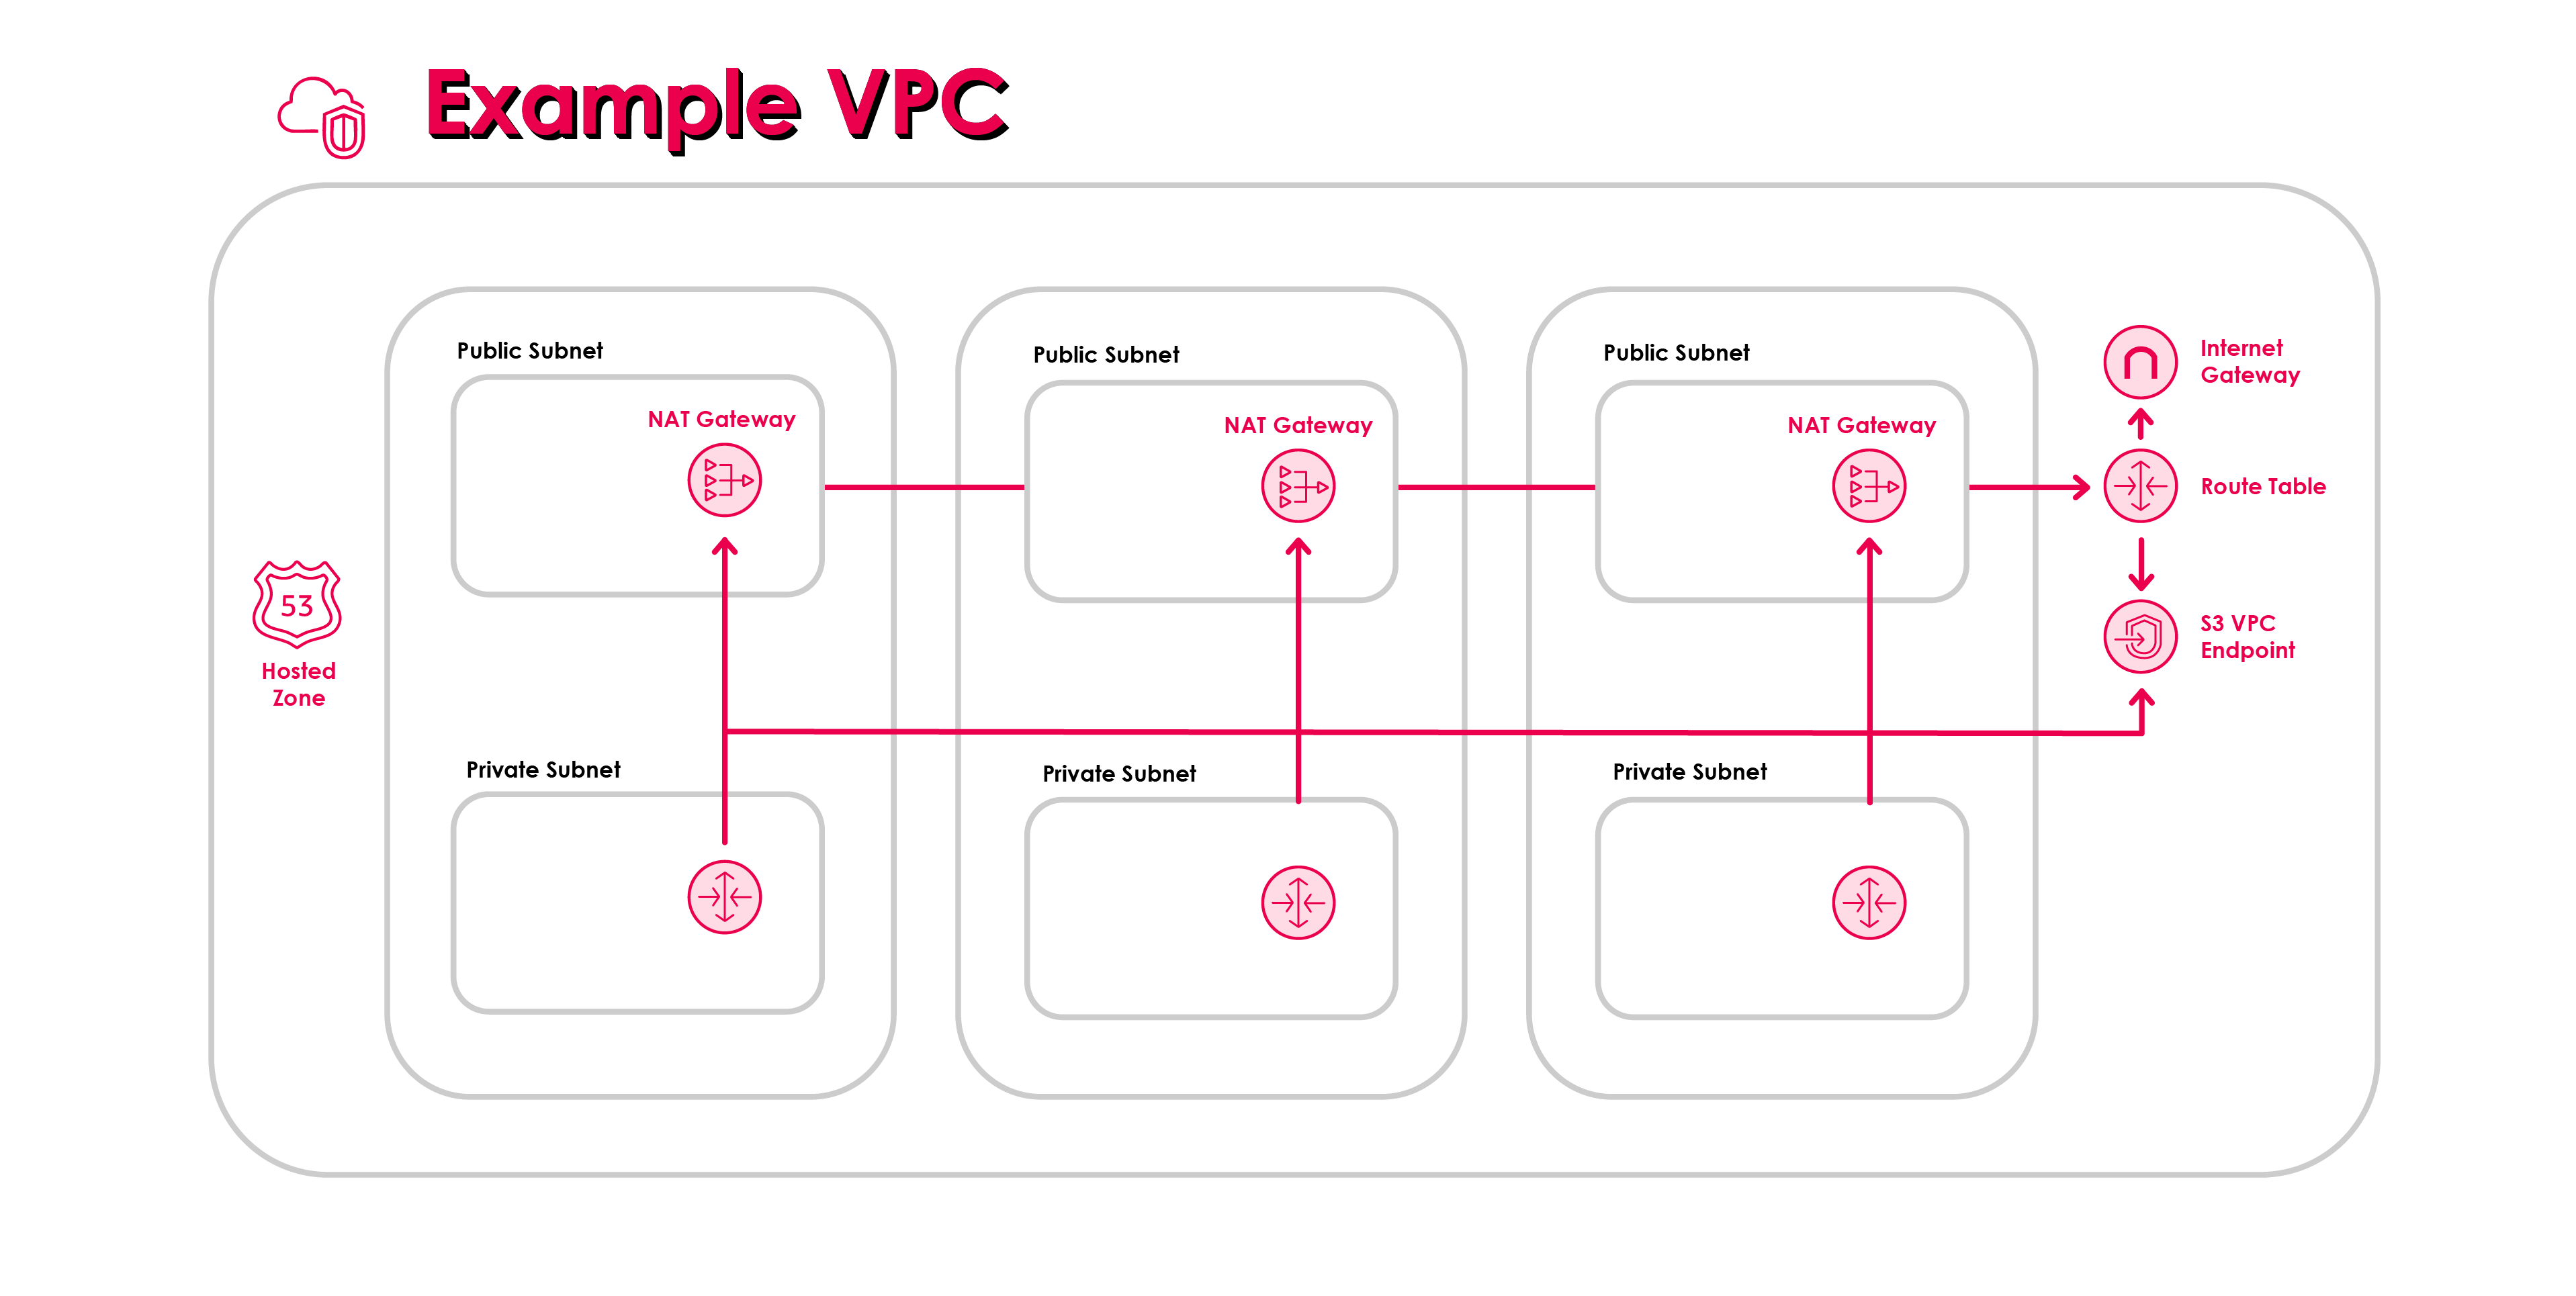 Example VPC
Public Subnet
Public Subnet
Public Subnet
NAT Gateway
NAT Gateway
NAT Gateway
Internet
Gateway
Route Table
53
Hosted
Zone
S3 VPC
Endpoint
Private Subnet
Private Subnet
Private Subnet